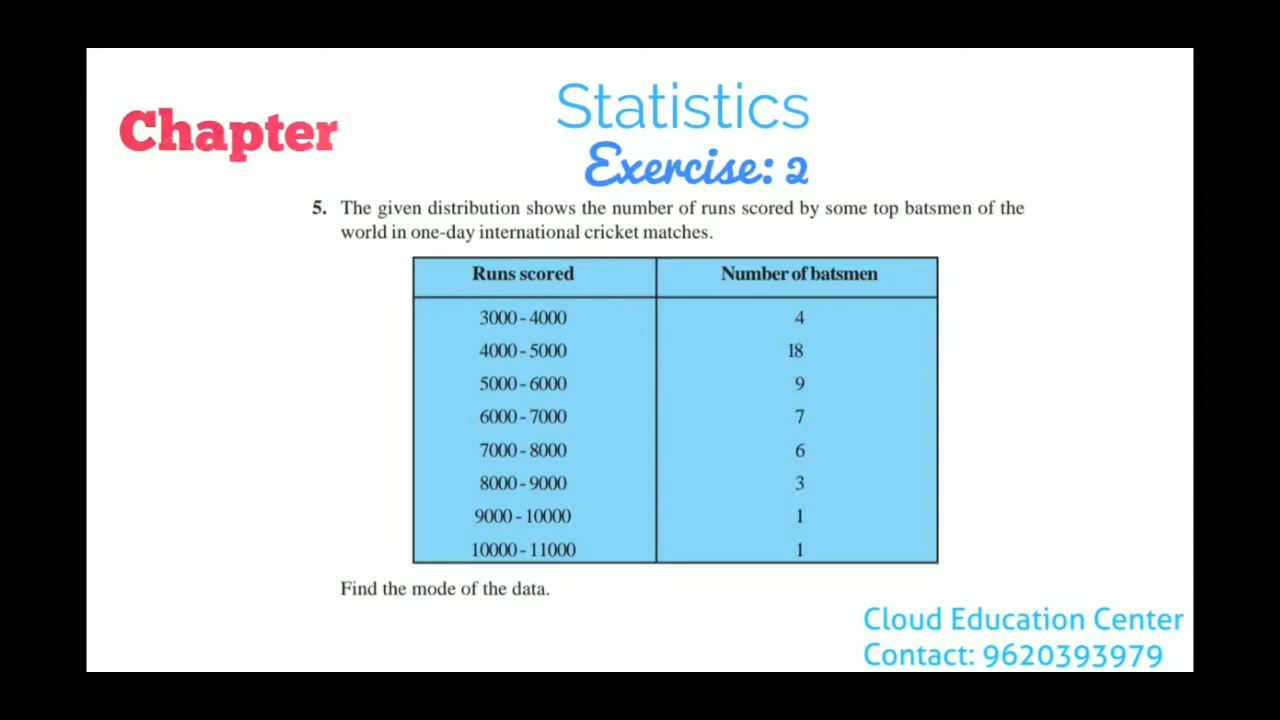 Chapter
Statistics
Exercise: 2
5. The given distribution shows the number of runs scored by some top batsmen of the
world in one-day international cricket matches.
Runs scored Number of batsmen
3000 - 4000 4
4000 - 5000 18
5000 - 6000 9
6000 - 7000 7
7000 - 8000 6
8000 - 9000 3
9000 - 10000 1
10000 - 11000 1
Find the mode of the data.
Cloud Education Center
Contact: 9620393979